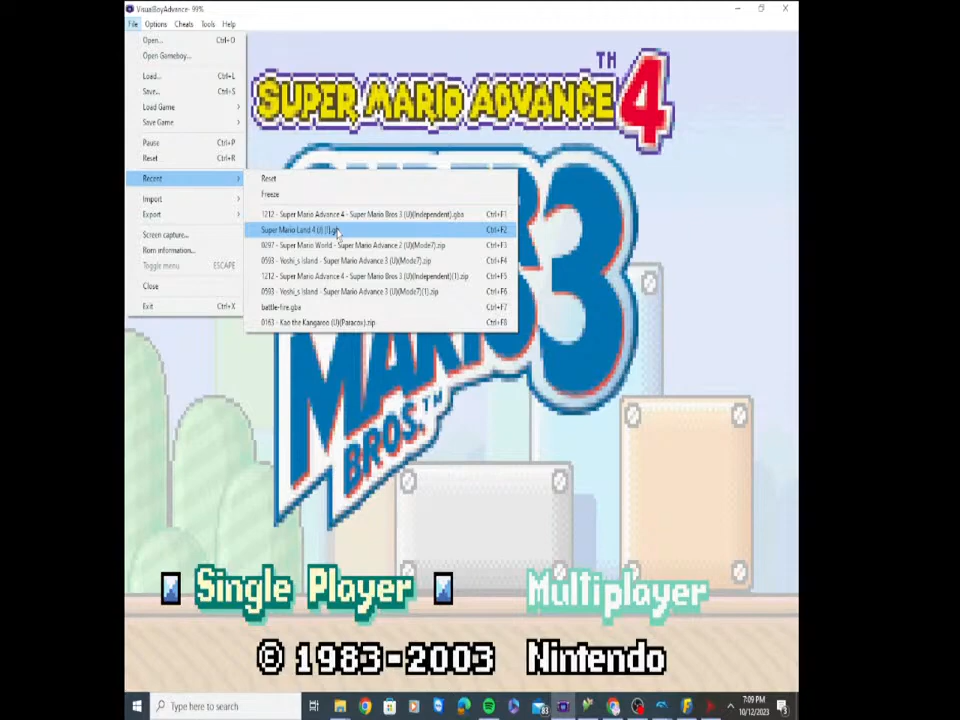 VisualBoyAdvance- 99%
File Options Cheats Tools Help
Open... Ctrl+O
Open Gameboy...
Load... Ctrl+L
Save... Ctrl+S
Load Game
Save Game
Pause Ctrl+P
Reset Ctrl+R
Recent
Import
Export
Screen capture...
Rom information...
Toggle menu ESCAPE
Close
Exit Ctrl+X
Reset
Freeze
1212 - Super Mario Advance 4 - Super Mario Bros 3 (U)(Independent).gba Ctrl+F1
Super Mario Land 4 (J) [!].gb Ctrl+F2
0297 - Super Mario World - Super Mario Advance 2 (U)(Mode7).zip Ctrl+F3
0593 - Yoshi_s Island - Super Mario Advance 3 (U)(Mode7).zip Ctrl+F4
1212 - Super Mario Advance 4 - Super Mario Bros 3 (U)(Independent)(1).zip Ctrl+F5
0593 - Yoshi_s Island - Super Mario Advance 3 (U)(Mode7)(1).zip Ctrl+F6
battle-fire.gba Ctrl+F7
0163 - Kao the Kangaroo (U)(Paracox).zip Ctrl+F8
SUPER MARIO ADVANCE 4 TM
MARIO 3
BROS.™
Single Player Multiplayer
© 1983-2003 Nintendo
Type here to search
7:09 PM
10/12/2023